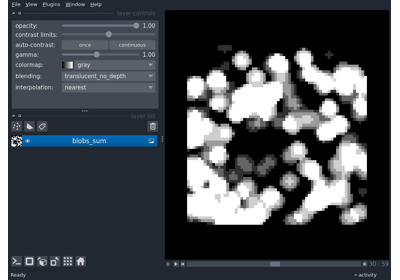 File View Plugins Window Help
layer controls
opacity: 1.00
contrast limits:
auto-contrast: once continuous
gamma: 1.00
colormap: gray
blending: translucent_no_depth
interpolation: nearest
layer list
blobs_sum
30 59
Ready activity